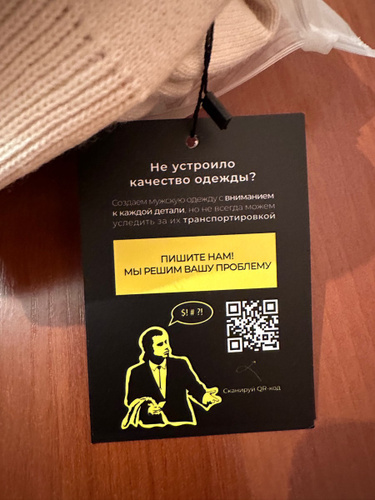 Не устроило
качество одежды?
Создаем мужскую одежду с вниманием
к каждой детали, но не всегда можем
уследить за их транспортировкой
ПИШИТЕ НАМ!
МЫ РЕШИМ ВАШУ ПРОБЛЕМУ
$! # ?!
Сканируй QR-код